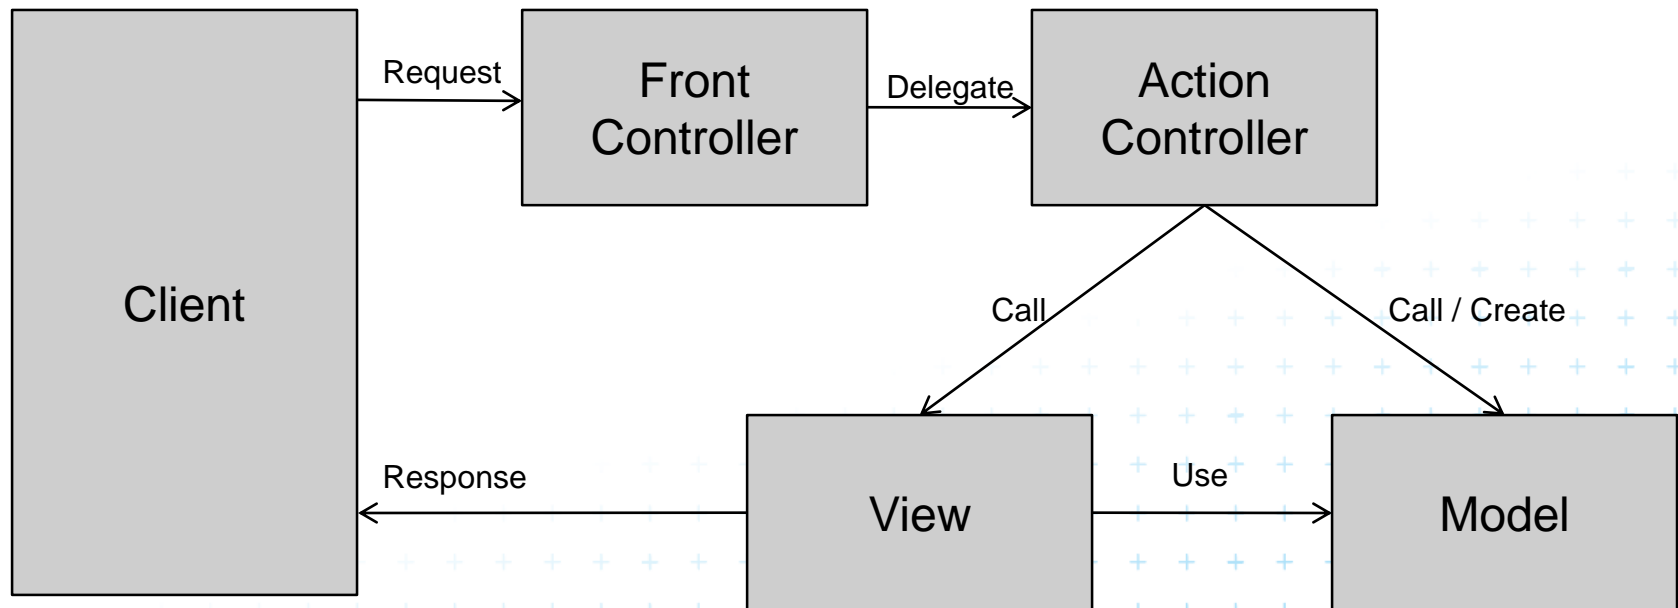 Request
Front
Controller
Delegate
Action
Controller
Client
Call
Call / Create
Response
Use
View
Model